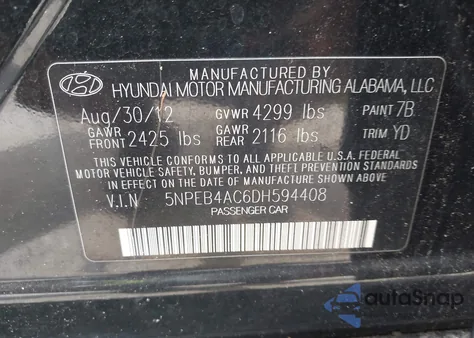 MANUFACTURED BY
HYUNDAI MOTOR MANUFACTURING ALABAMA, LLC
Aug/30/12 GVWR 4299 lbs PAINT 7B
GAWR FRONT 2425 lbs GAWR REAR 2116 lbs TRIM YD
THIS VEHICLE CONFORMS TO ALL APPLICABLE U.S.A. FEDERAL
MOTOR VEHICLE SAFETY, BUMPER, AND THEFT PREVENTION STANDARDS
IN EFFECT ON THE DATE OF MANUFACTURE SHOWN ABOVE.
V.I.N 5NPEB4AC6DH594408
PASSENGER CAR
autoSnap